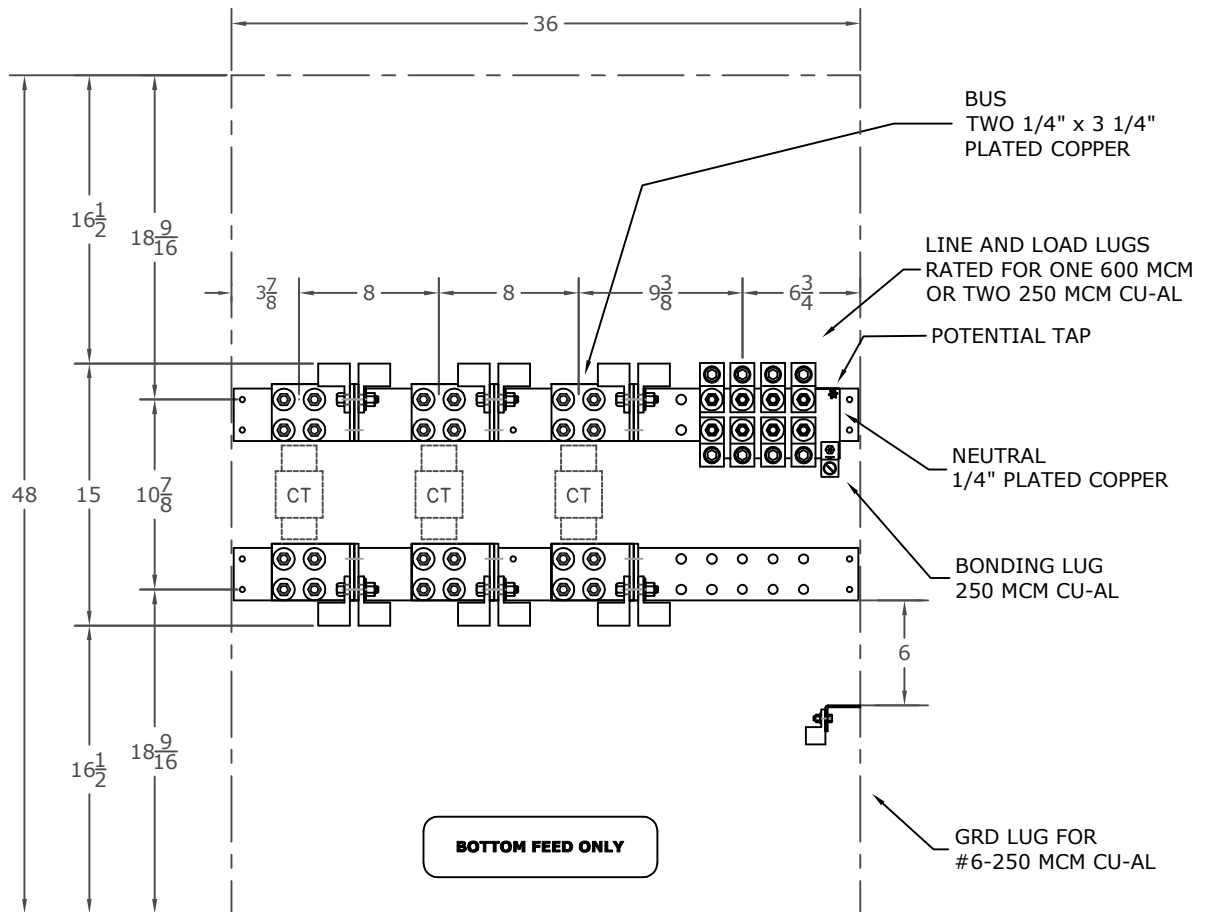 36
BUS
TWO 1/4" x 3 1/4"
PLATED COPPER
16 1/2
18 9/16
LINE AND LOAD LUGS
RATED FOR ONE 600 MCM
OR TWO 250 MCM CU-AL
3 7/8
8
8
9 3/8
6 3/4
POTENTIAL TAP
NEUTRAL
1/4" PLATED COPPER
48
15
10 7/8
CT
CT
CT
BONDING LUG
250 MCM CU-AL
6
16 1/2
18 9/16
BOTTOM FEED ONLY
GRD LUG FOR
#6-250 MCM CU-AL